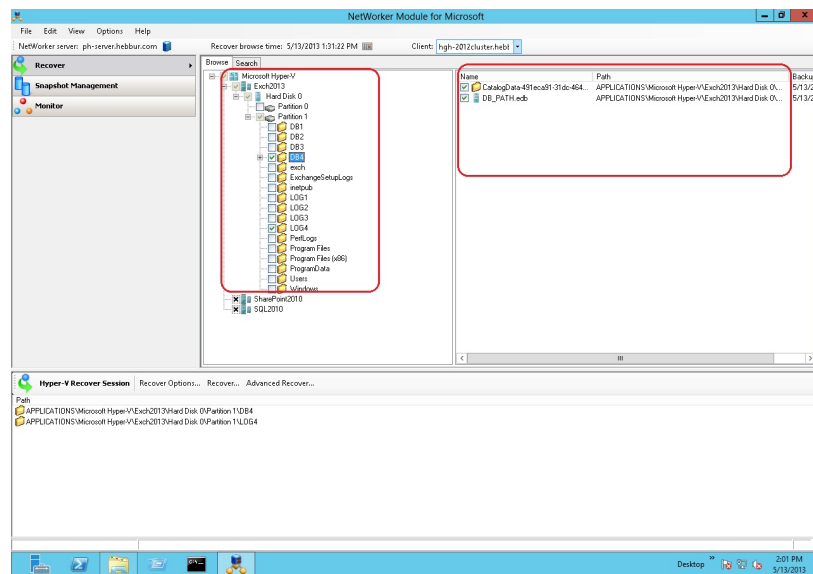 NetWorker Module for Microsoft
File Edit View Options Help
NetWorker server: ph-server.hebbur.com Recover browse time: 5/13/2013 1:31:22 PM Client: hgh-2012cluster.hebb
Recover
Snapshot Management
Monitor
Browse Search
Microsoft Hyper-V
Exch2013
Hard Disk 0
Partition 0
Partition 1
DB1
DB2
DB3
DB4
exch
ExchangeSetupLogs
inetpub
LOG1
LOG2
LOG3
LOG4
PerfLogs
Program Files
Program Files (x86)
ProgramData
Users
Windows
SharePoint2010
SQL2010
Name Path Backu
CatalogData-491eca91-31dc-464... APPLICATIONS\Microsoft Hyper-V\Exch2013\Hard Disk 0\... 5/13/2
DB_PATH.edb APPLICATIONS\Microsoft Hyper-V\Exch2013\Hard Disk 0\... 5/13/2
Hyper-V Recover Session Recover Options... Recover... Advanced Recover...
Path
APPLICATIONS\Microsoft Hyper-V\Exch2013\Hard Disk 0\Partition 1\DB4
APPLICATIONS\Microsoft Hyper-V\Exch2013\Hard Disk 0\Partition 1\LOG4
Desktop 2:01 PM
5/13/2013